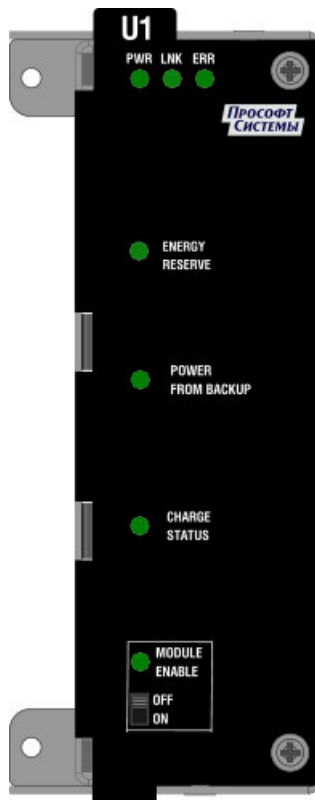 U1
PWR LNK ERR
Прософт
Системы
ENERGY
RESERVE
POWER
FROM BACKUP
CHARGE
STATUS
MODULE
ENABLE
OFF
ON